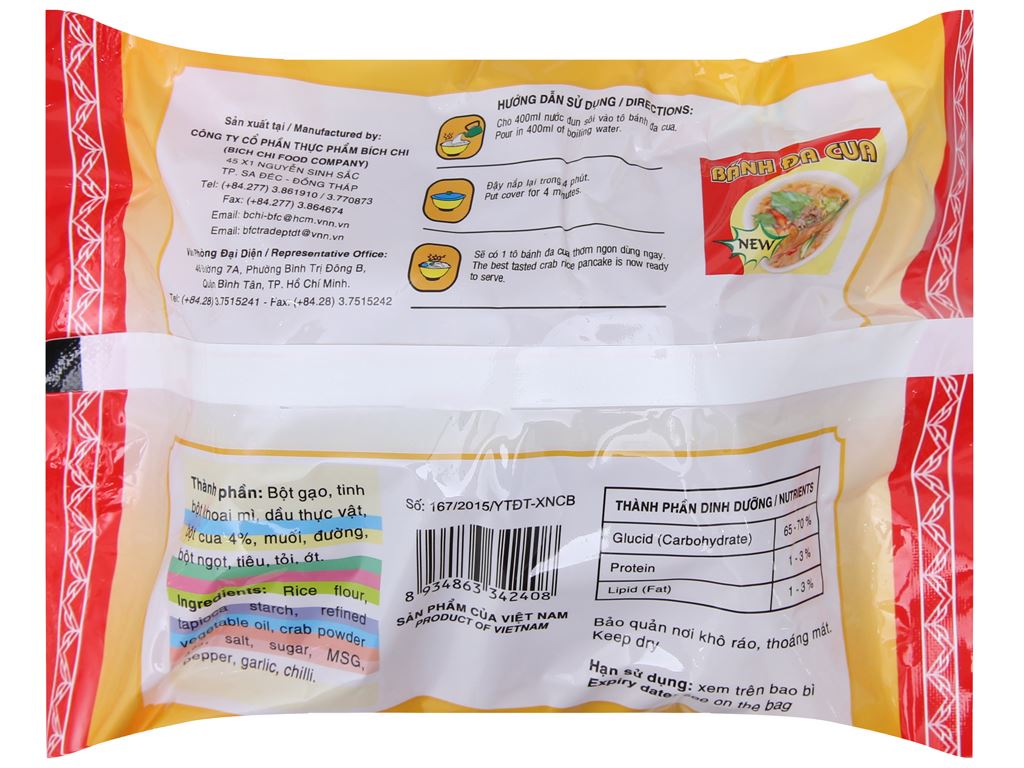 Sản xuất tại / Manufactured by:
CÔNG TY CỔ PHẦN THỰC PHẨM BÍCH CHI
(BICH CHI FOOD COMPANY)
45 X1 NGUYỄN SINH SẮC
TP. SA ĐÉC - ĐỒNG THÁP
Tel: (+84.277) 3.861910 / 3.770873
Fax: (+84.277) 3.864674
Email: bchi-bfc@hcm.vnn.vn
Email: bfctradeptdt@vnn.vn
Phòng Đại Diện / Representative Office:
Đường 7A, Phường Bình Trị Đông B,
Quận Bình Tân, TP. Hồ Chí Minh.
Tel: (+84.28) 3.7515241 - Fax: (+84.28) 3.7515242
HƯỚNG DẪN SỬ DỤNG / DIRECTIONS:
Cho 400ml nước đun sôi vào tô bánh đa cua.
Pour in 400ml of boiling water.
Đậy nắp lại trong 4 phút.
Put cover for 4 minutes.
Sẽ có 1 tô bánh đa cua thơm ngon dùng ngay.
The best tasted crab rice pancake is now ready
to serve.
BÁNH ĐA CUA
NEW
Thành phần: Bột gạo, tinh
bột khoai mì, dầu thực vật,
bột cua 4%, muối, đường,
bột ngọt, tiêu, tỏi, ớt.
Ingredients: Rice flour,
tapioca starch, refined
vegetable oil, crab powder
salt, sugar, MSG,
pepper, garlic, chilli.
Số: 167/2015/YTĐT-XNCB
8 934863 342408
SẢN PHẨM CỦA VIỆT NAM
PRODUCT OF VIETNAM
THÀNH PHẦN DINH DƯỠNG / NUTRIENTS
Glucid (Carbohydrate) 65 - 70 %
Protein 1 - 3 %
Lipid (Fat) 1 - 3 %
Bảo quản nơi khô ráo, thoáng mát.
Keep dry
Hạn sử dụng: xem trên bao bì
Expiry date: see on the bag